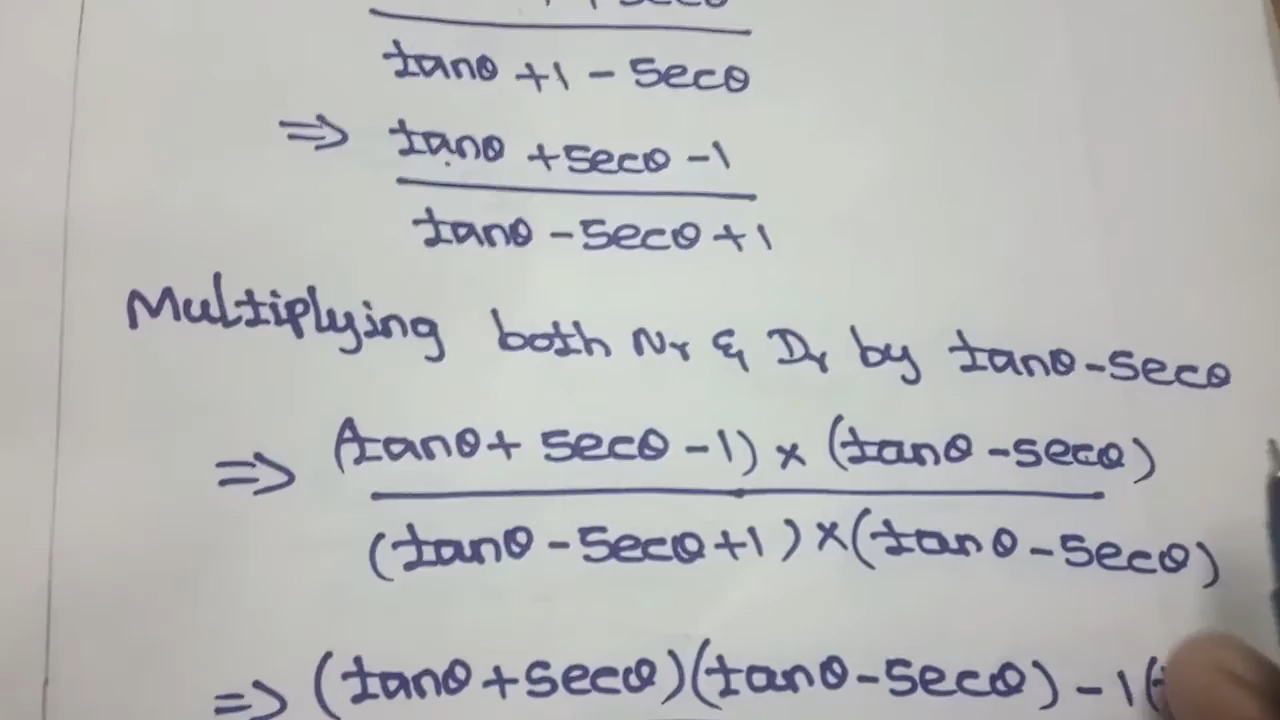 secθ
tanθ +1 - secθ
⇒ tanθ + secθ - 1
tanθ - secθ + 1
Multiplying both Nr & Dr by tanθ - secθ
⇒ (tanθ + secθ - 1) × (tanθ - secθ)
(tanθ - secθ + 1) × (tanθ - secθ)
⇒ (tanθ + secθ)(tanθ - secθ) - 1(